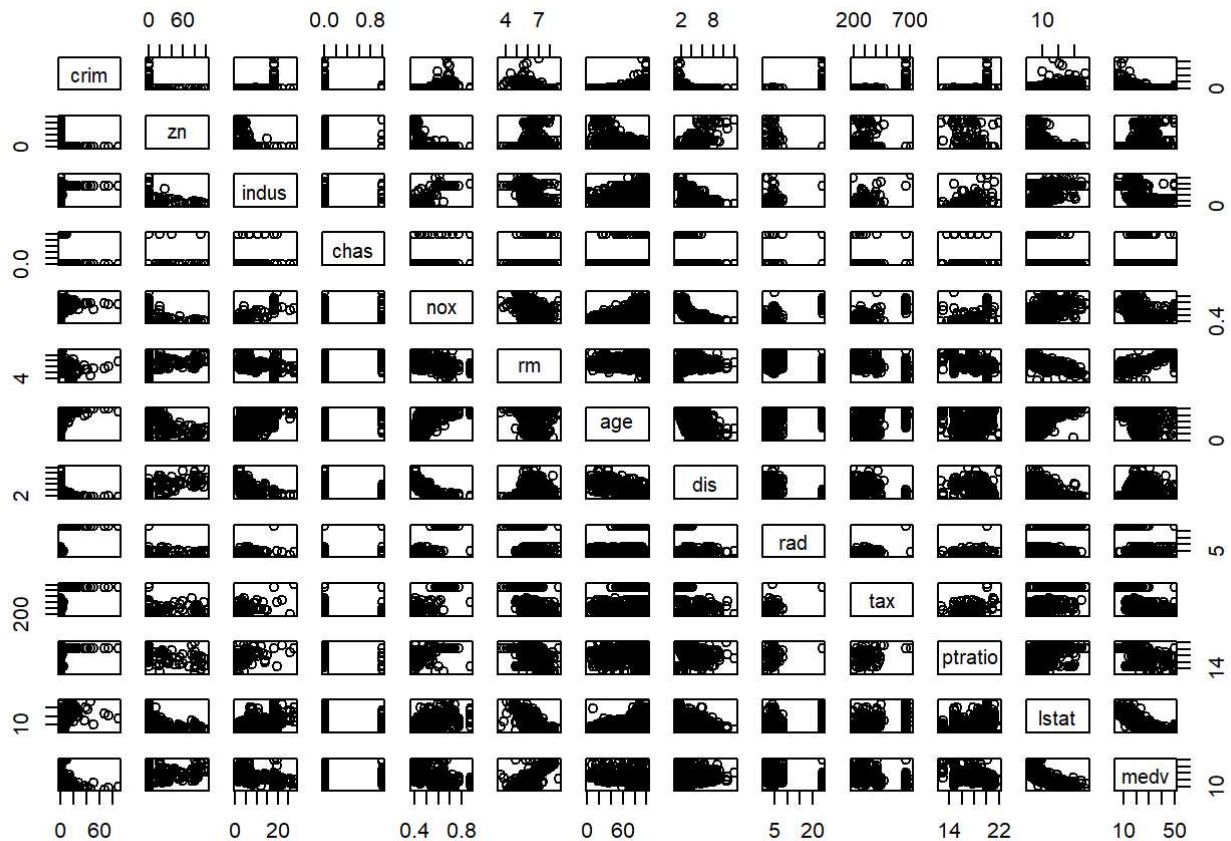 0 60 0.0 0.8 4 7 2 8 200 700 10
crim 0
0 zn
indus 0
0.0 chas
nox 0.4
4 rm
age 0
2 dis
rad 5
200 tax
ptratio 14
10 lstat
medv 10
0 60 0 20 0.4 0.8 0 60 5 20 14 22 10 50